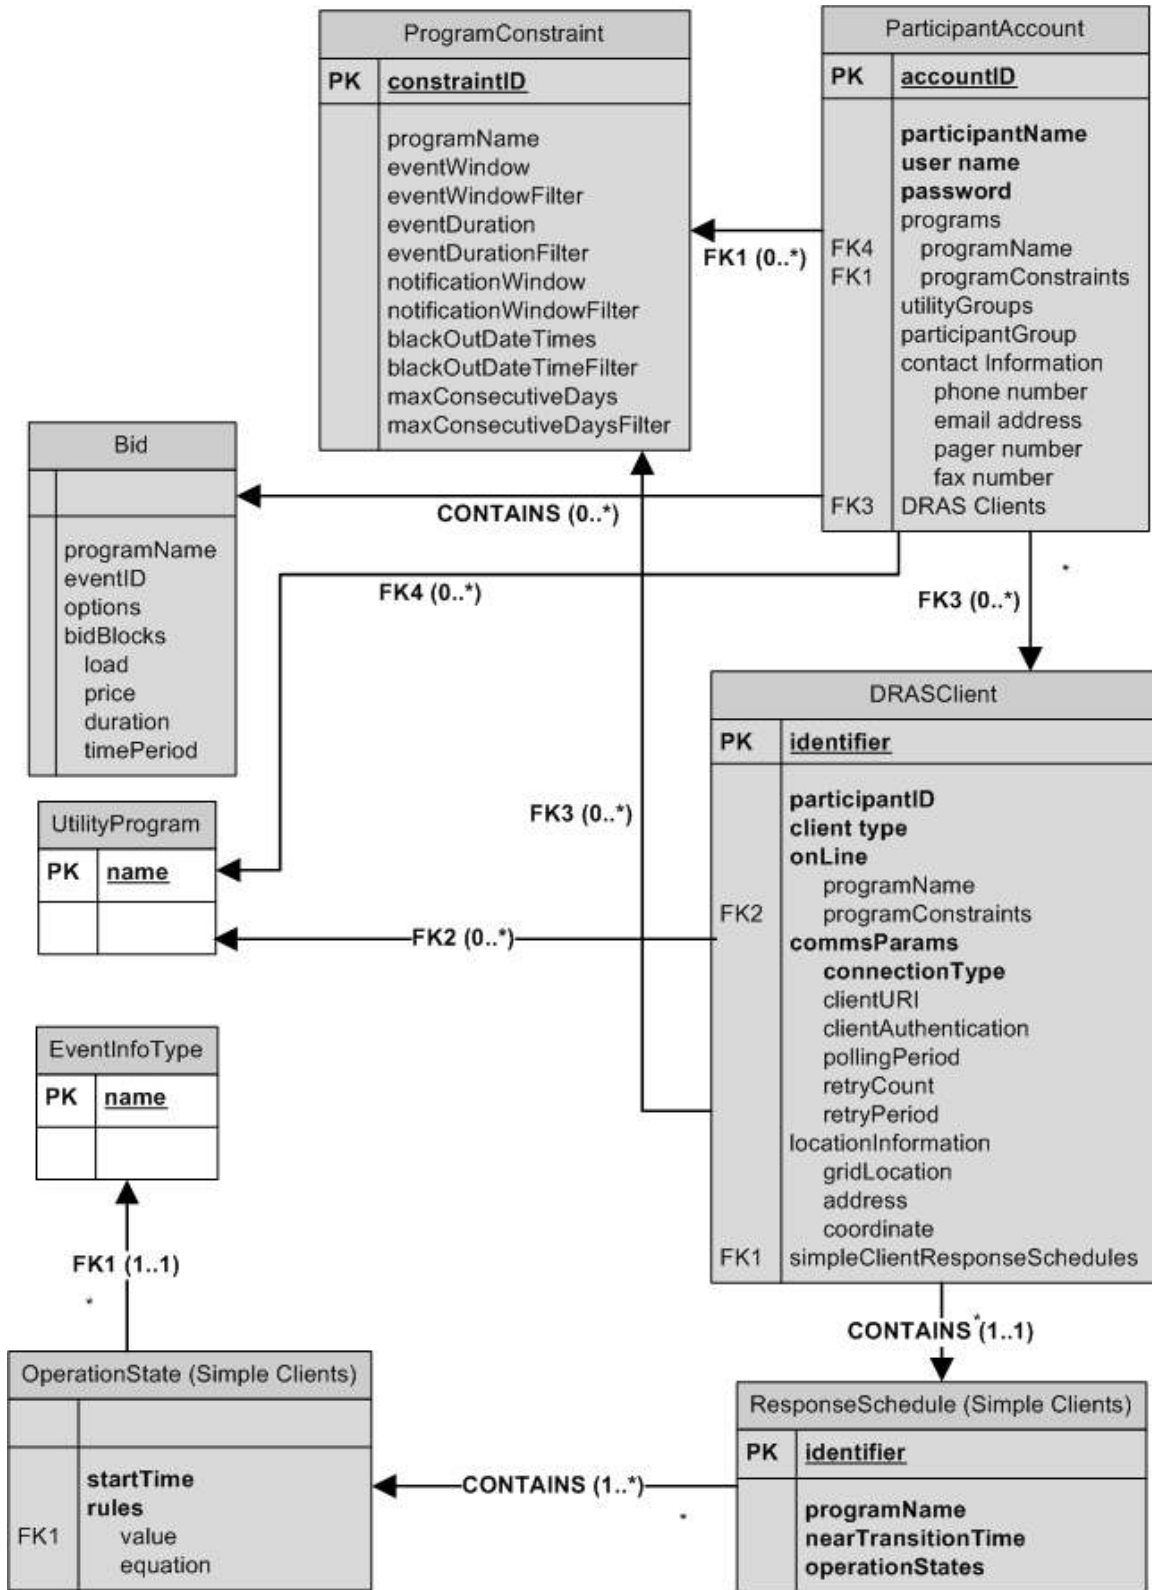 ProgramConstraint
PK constraintID
programName
eventWindow
eventWindowFilter
eventDuration
eventDurationFilter
notificationWindow
notificationWindowFilter
blackOutDateTimes
blackOutDateTimeFilter
maxConsecutiveDays
maxConsecutiveDaysFilter
ParticipantAccount
PK accountID
participantName
user name
password
programs
FK4 programName
FK1 programConstraints
utilityGroups
participantGroup
contact Information
phone number
email address
pager number
fax number
FK3 DRAS Clients
FK1 (0..*)
Bid
programName
eventID
options
bidBlocks
load
price
duration
timePeriod
CONTAINS (0..*)
FK4 (0..*)
*
FK3 (0..*)
DRASClient
PK identifier
participantID
client type
onLine
programName
FK2 programConstraints
commsParams
connectionType
clientURI
clientAuthentication
pollingPeriod
retryCount
retryPeriod
locationInformation
gridLocation
address
coordinate
FK1 simpleClientResponseSchedules
FK3 (0..*)
UtilityProgram
PK name
FK2 (0..*)
EventInfoType
PK name
FK1 (1..1)
*
CONTAINS (1..1)
*
OperationState (Simple Clients)
startTime
rules
FK1 value
equation
CONTAINS (1..*)
*
ResponseSchedule (Simple Clients)
PK identifier
programName
nearTransitionTime
operationStates